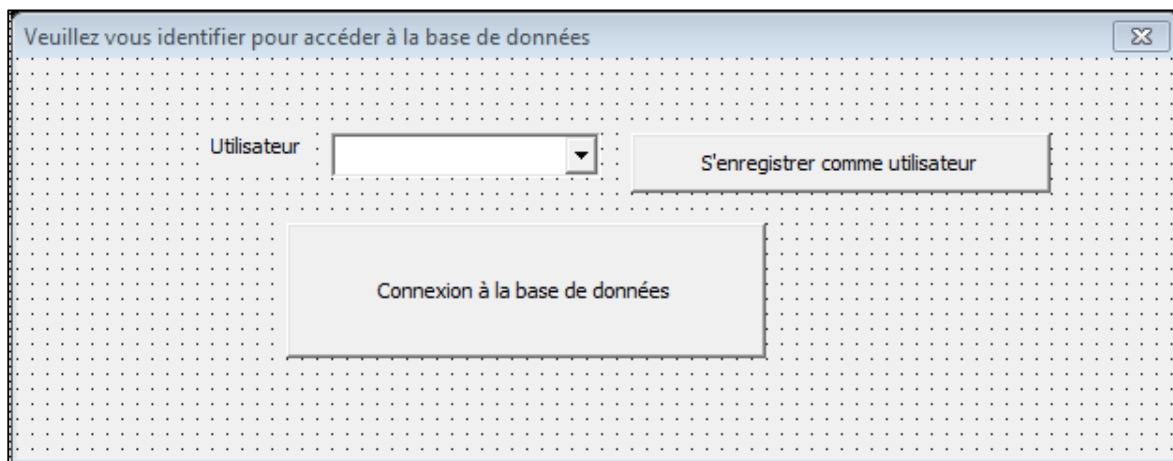 Veuillez vous identifier pour accéder à la base de données
Utilisateur
S'enregistrer comme utilisateur
Connexion à la base de données